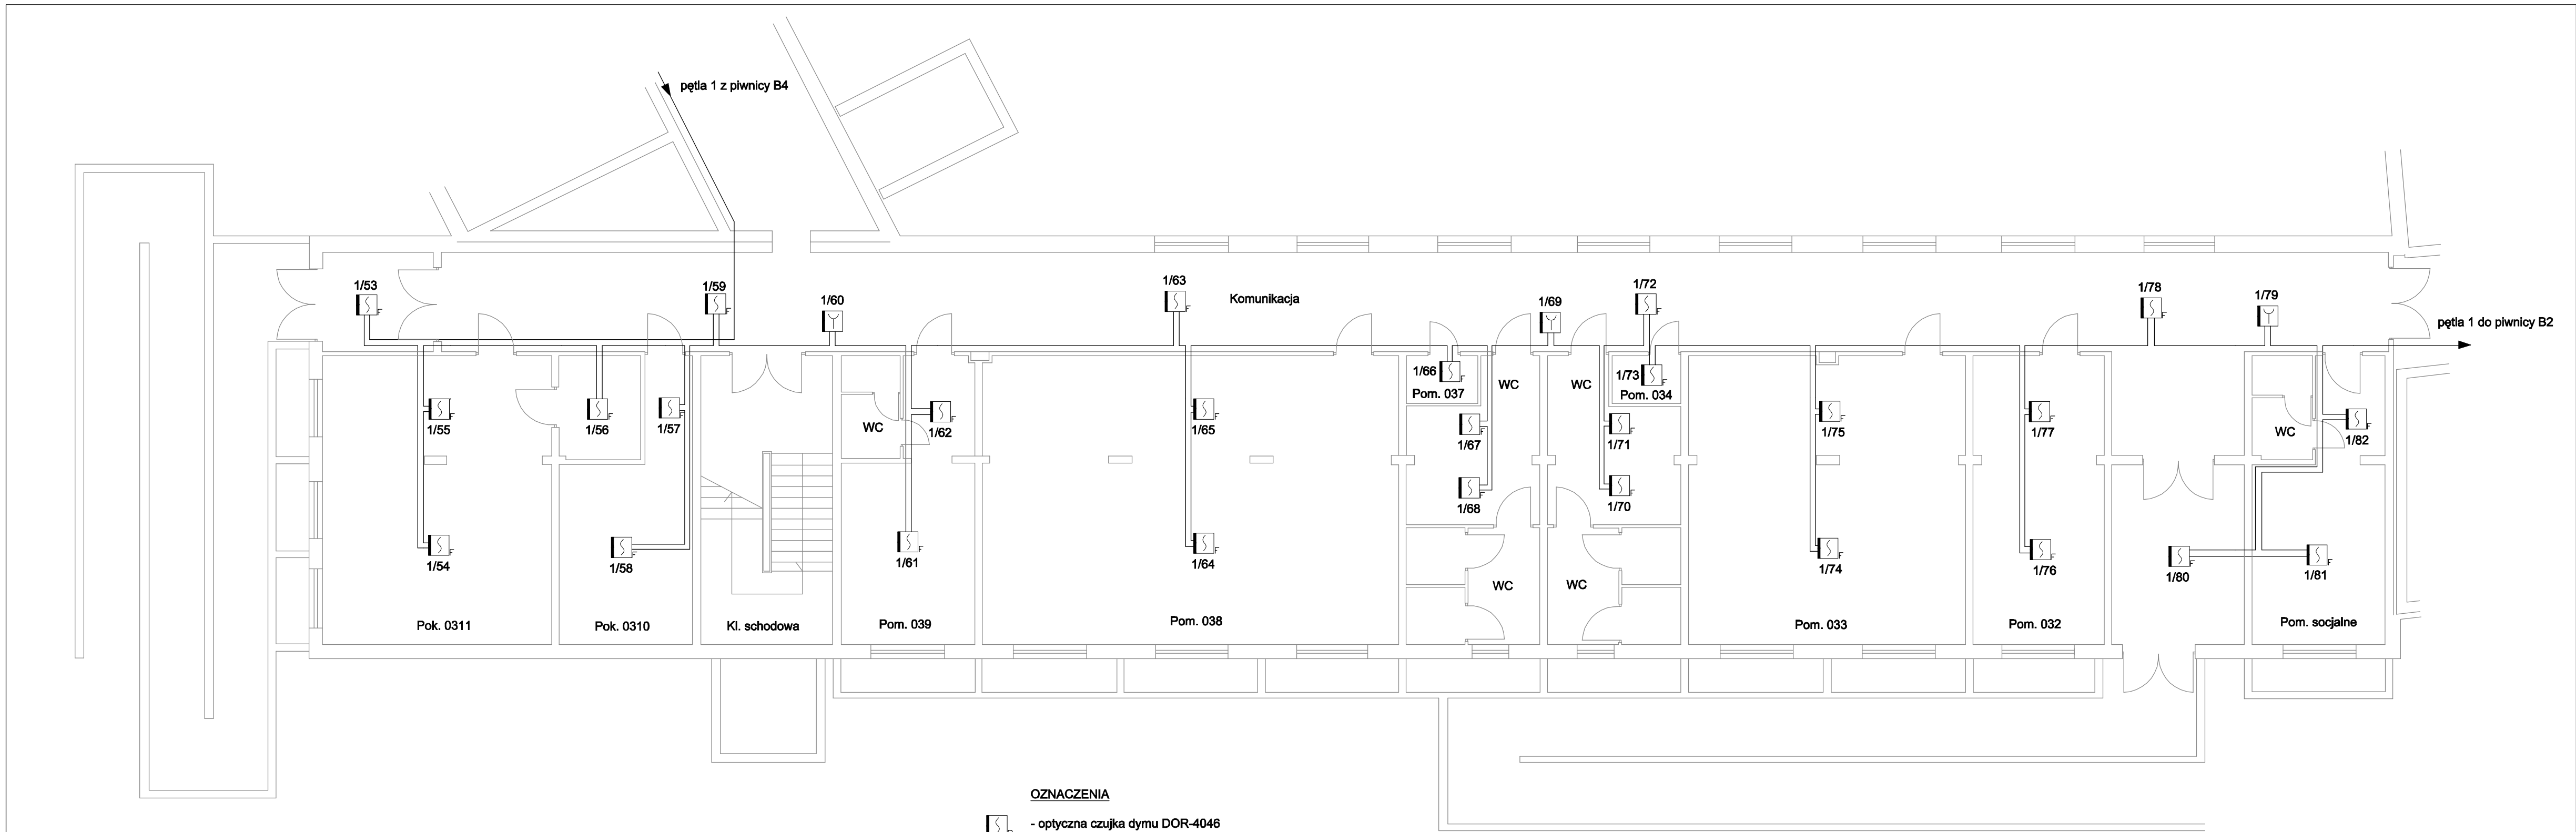 pętla 1 z piwnicy B4
1/53
1/59
1/60
1/63
Komunikacja
1/69
1/72
1/78
1/79
pętla 1 do piwnicy B2
1/55
1/56
1/57
WC
1/62
1/65
1/66
Pom. 037
WC
WC
1/73
Pom. 034
1/67
1/71
1/75
1/77
WC
1/82
1/68
1/70
1/54
1/58
1/61
1/64
1/74
1/76
1/80
1/81
WC
WC
Pok. 0311
Pok. 0310
Kl. schodowa
Pom. 039
Pom. 038
Pom. 033
Pom. 032
Pom. socjalne
OZNACZENIA
- optyczna czujka dymu DOR-4046